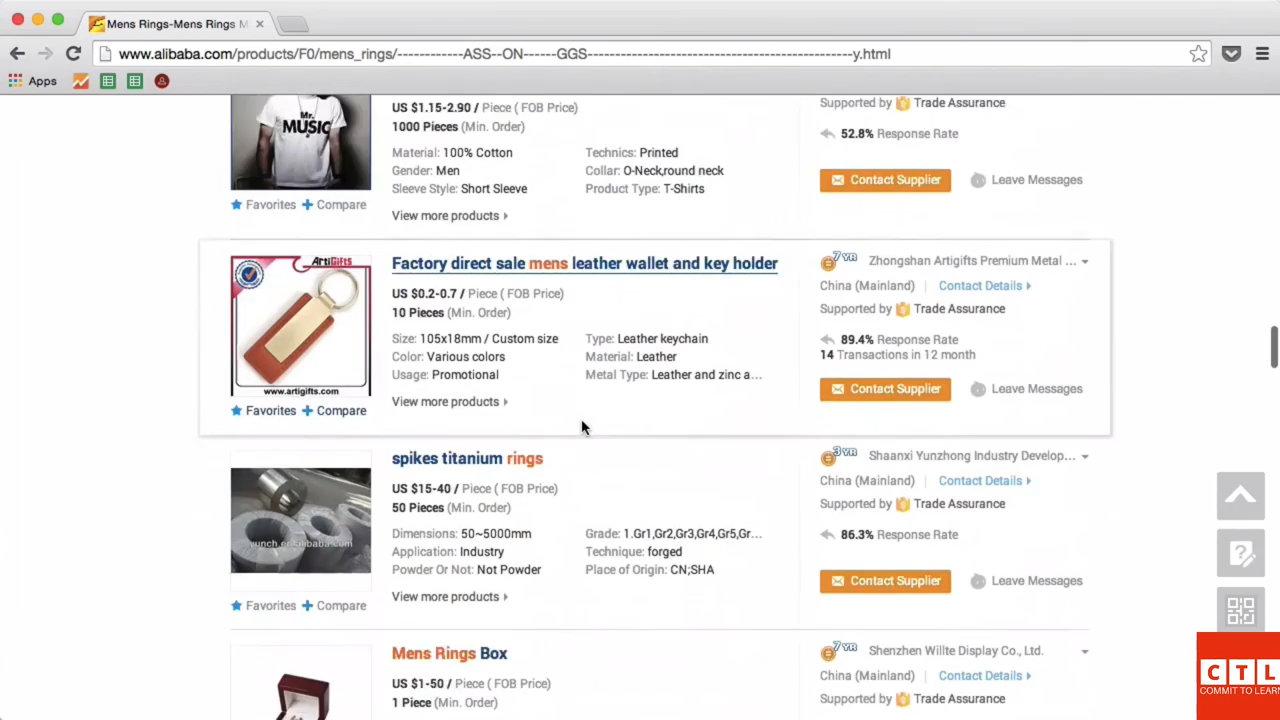 Mens Rings-Mens Rings M
www.alibaba.com/products/F0/mens_rings/-----------ASS--ON------GGS-------------------------------------------y.html
Apps
Mr.
MUSIC
US $1.15-2.90 / Piece ( FOB Price)
1000 Pieces (Min. Order)
Material: 100% Cotton Technics: Printed
Gender: Men Collar: O-Neck,round neck
Sleeve Style: Short Sleeve Product Type: T-Shirts
View more products
Favorites Compare
Supported by Trade Assurance
52.8% Response Rate
Contact Supplier Leave Messages
ArtiGifts
www.artigifts.com
Favorites Compare
Factory direct sale mens leather wallet and key holder
US $0.2-0.7 / Piece ( FOB Price)
10 Pieces (Min. Order)
Size: 105x18mm / Custom size Type: Leather keychain
Color: Various colors Material: Leather
Usage: Promotional Metal Type: Leather and zinc a...
View more products
7 YR Zhongshan Artigifts Premium Metal ...
China (Mainland) Contact Details
Supported by Trade Assurance
89.4% Response Rate
14 Transactions in 12 month
Contact Supplier Leave Messages
yunch.en.alibaba.com
Favorites Compare
spikes titanium rings
US $15-40 / Piece ( FOB Price)
50 Pieces (Min. Order)
Dimensions: 50~5000mm Grade: 1.Gr1,Gr2,Gr3,Gr4,Gr5,Gr...
Application: Industry Technique: forged
Powder Or Not: Not Powder Place of Origin: CN;SHA
View more products
3 YR Shaanxi Yunzhong Industry Develop...
China (Mainland) Contact Details
Supported by Trade Assurance
86.3% Response Rate
Contact Supplier Leave Messages
Mens Rings Box
US $1-50 / Piece ( FOB Price)
1 Piece (Min. Order)
7 YR Shenzhen Willte Display Co., Ltd.
China (Mainland) Contact Details
Supported by Trade Assurance
CTL
COMMIT TO LEARN